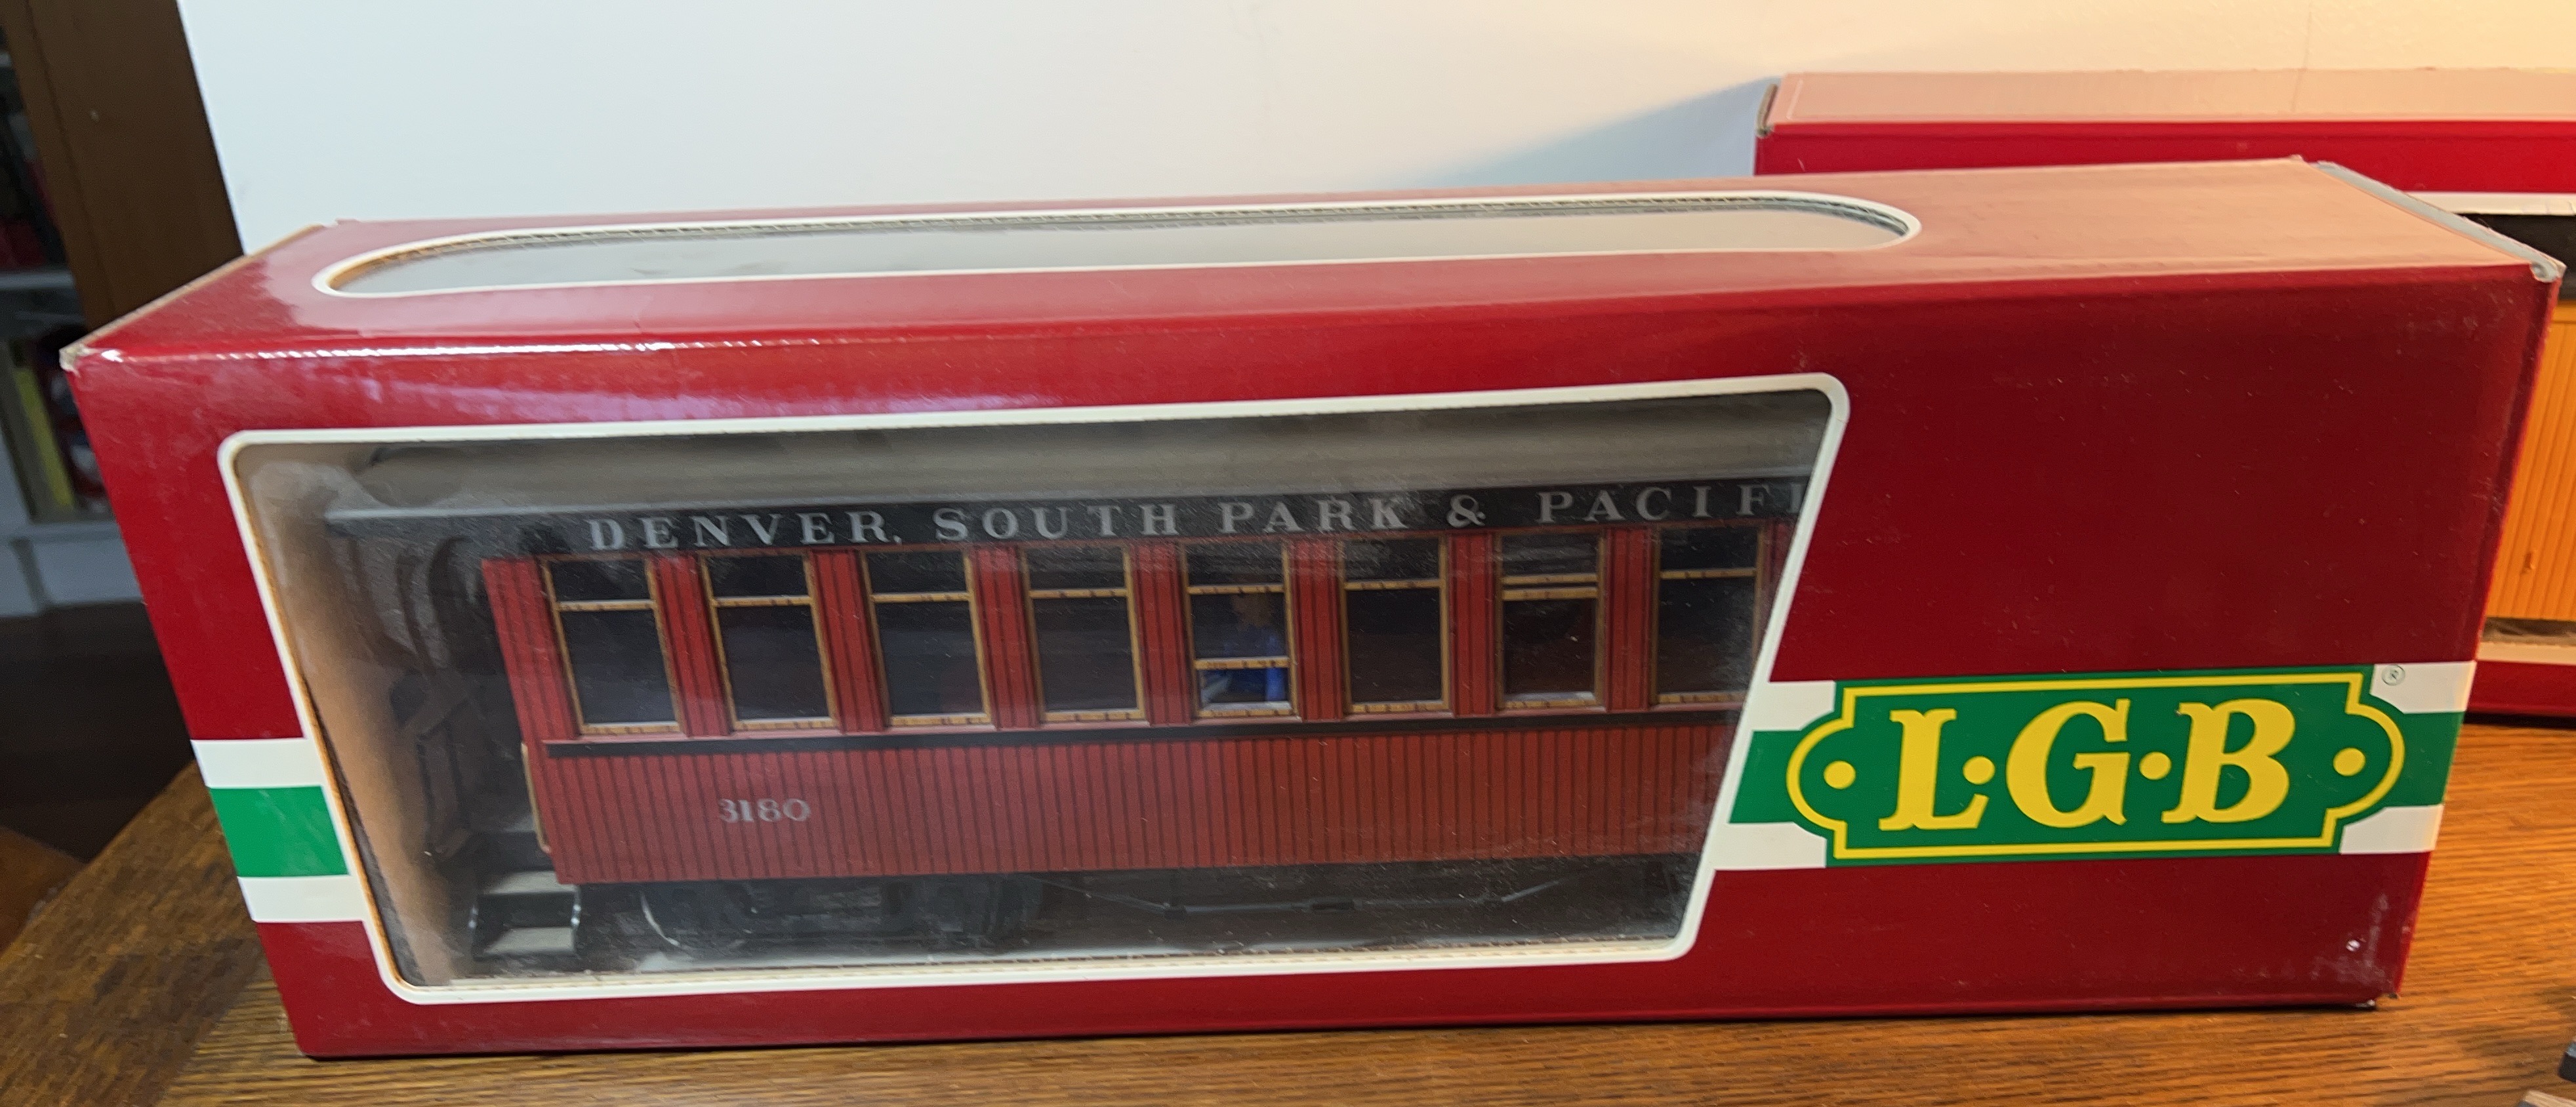 DENVER, SOUTH PARK & PACIFI
3180
L·G·B ®